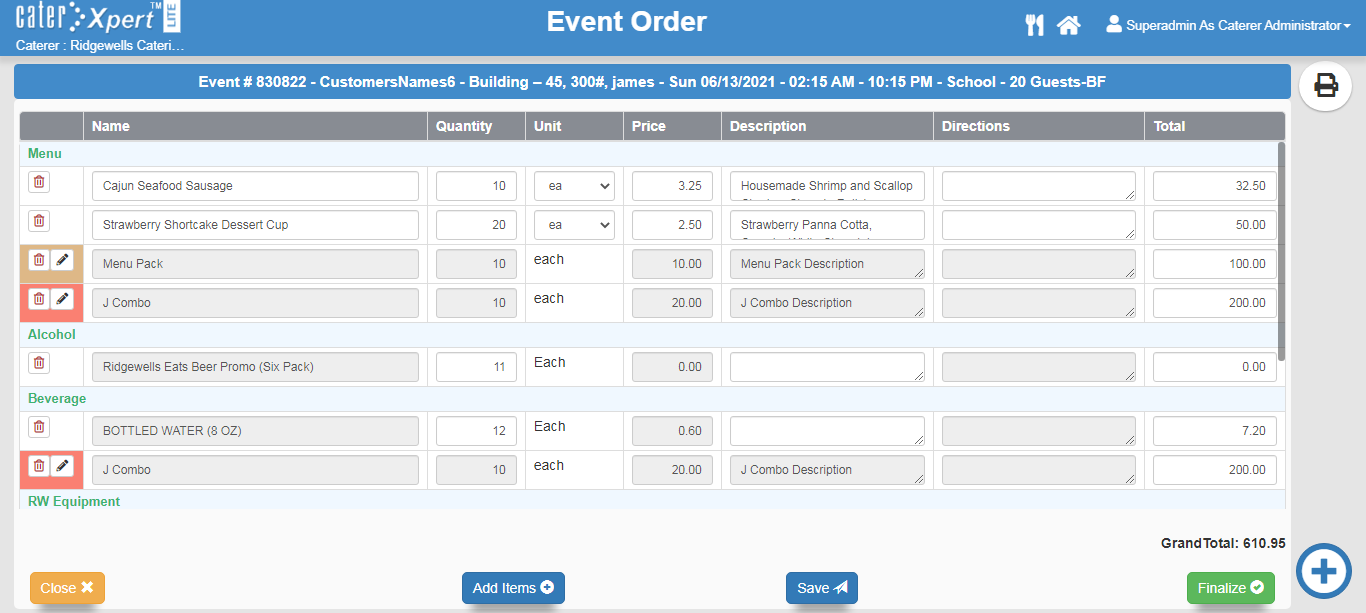 cater Xpert™ LITE
Caterer : Ridgewells Cateri...
Event Order
Superadmin As Caterer Administrator
Event # 830822 - CustomersNames6 - Building – 45, 300#, james - Sun 06/13/2021 - 02:15 AM - 10:15 PM - School - 20 Guests-BF
Name Quantity Unit Price Description Directions Total
Menu
Cajun Seafood Sausage 10 ea 3.25 Housemade Shrimp and Scallop 32.50
Strawberry Shortcake Dessert Cup 20 ea 2.50 Strawberry Panna Cotta, 50.00
Menu Pack 10 each 10.00 Menu Pack Description 100.00
J Combo 10 each 20.00 J Combo Description 200.00
Alcohol
Ridgewells Eats Beer Promo (Six Pack) 11 Each 0.00 0.00
Beverage
BOTTLED WATER (8 OZ) 12 Each 0.60 7.20
J Combo 10 each 20.00 J Combo Description 200.00
RW Equipment
GrandTotal: 610.95
Close Add Items Save Finalize